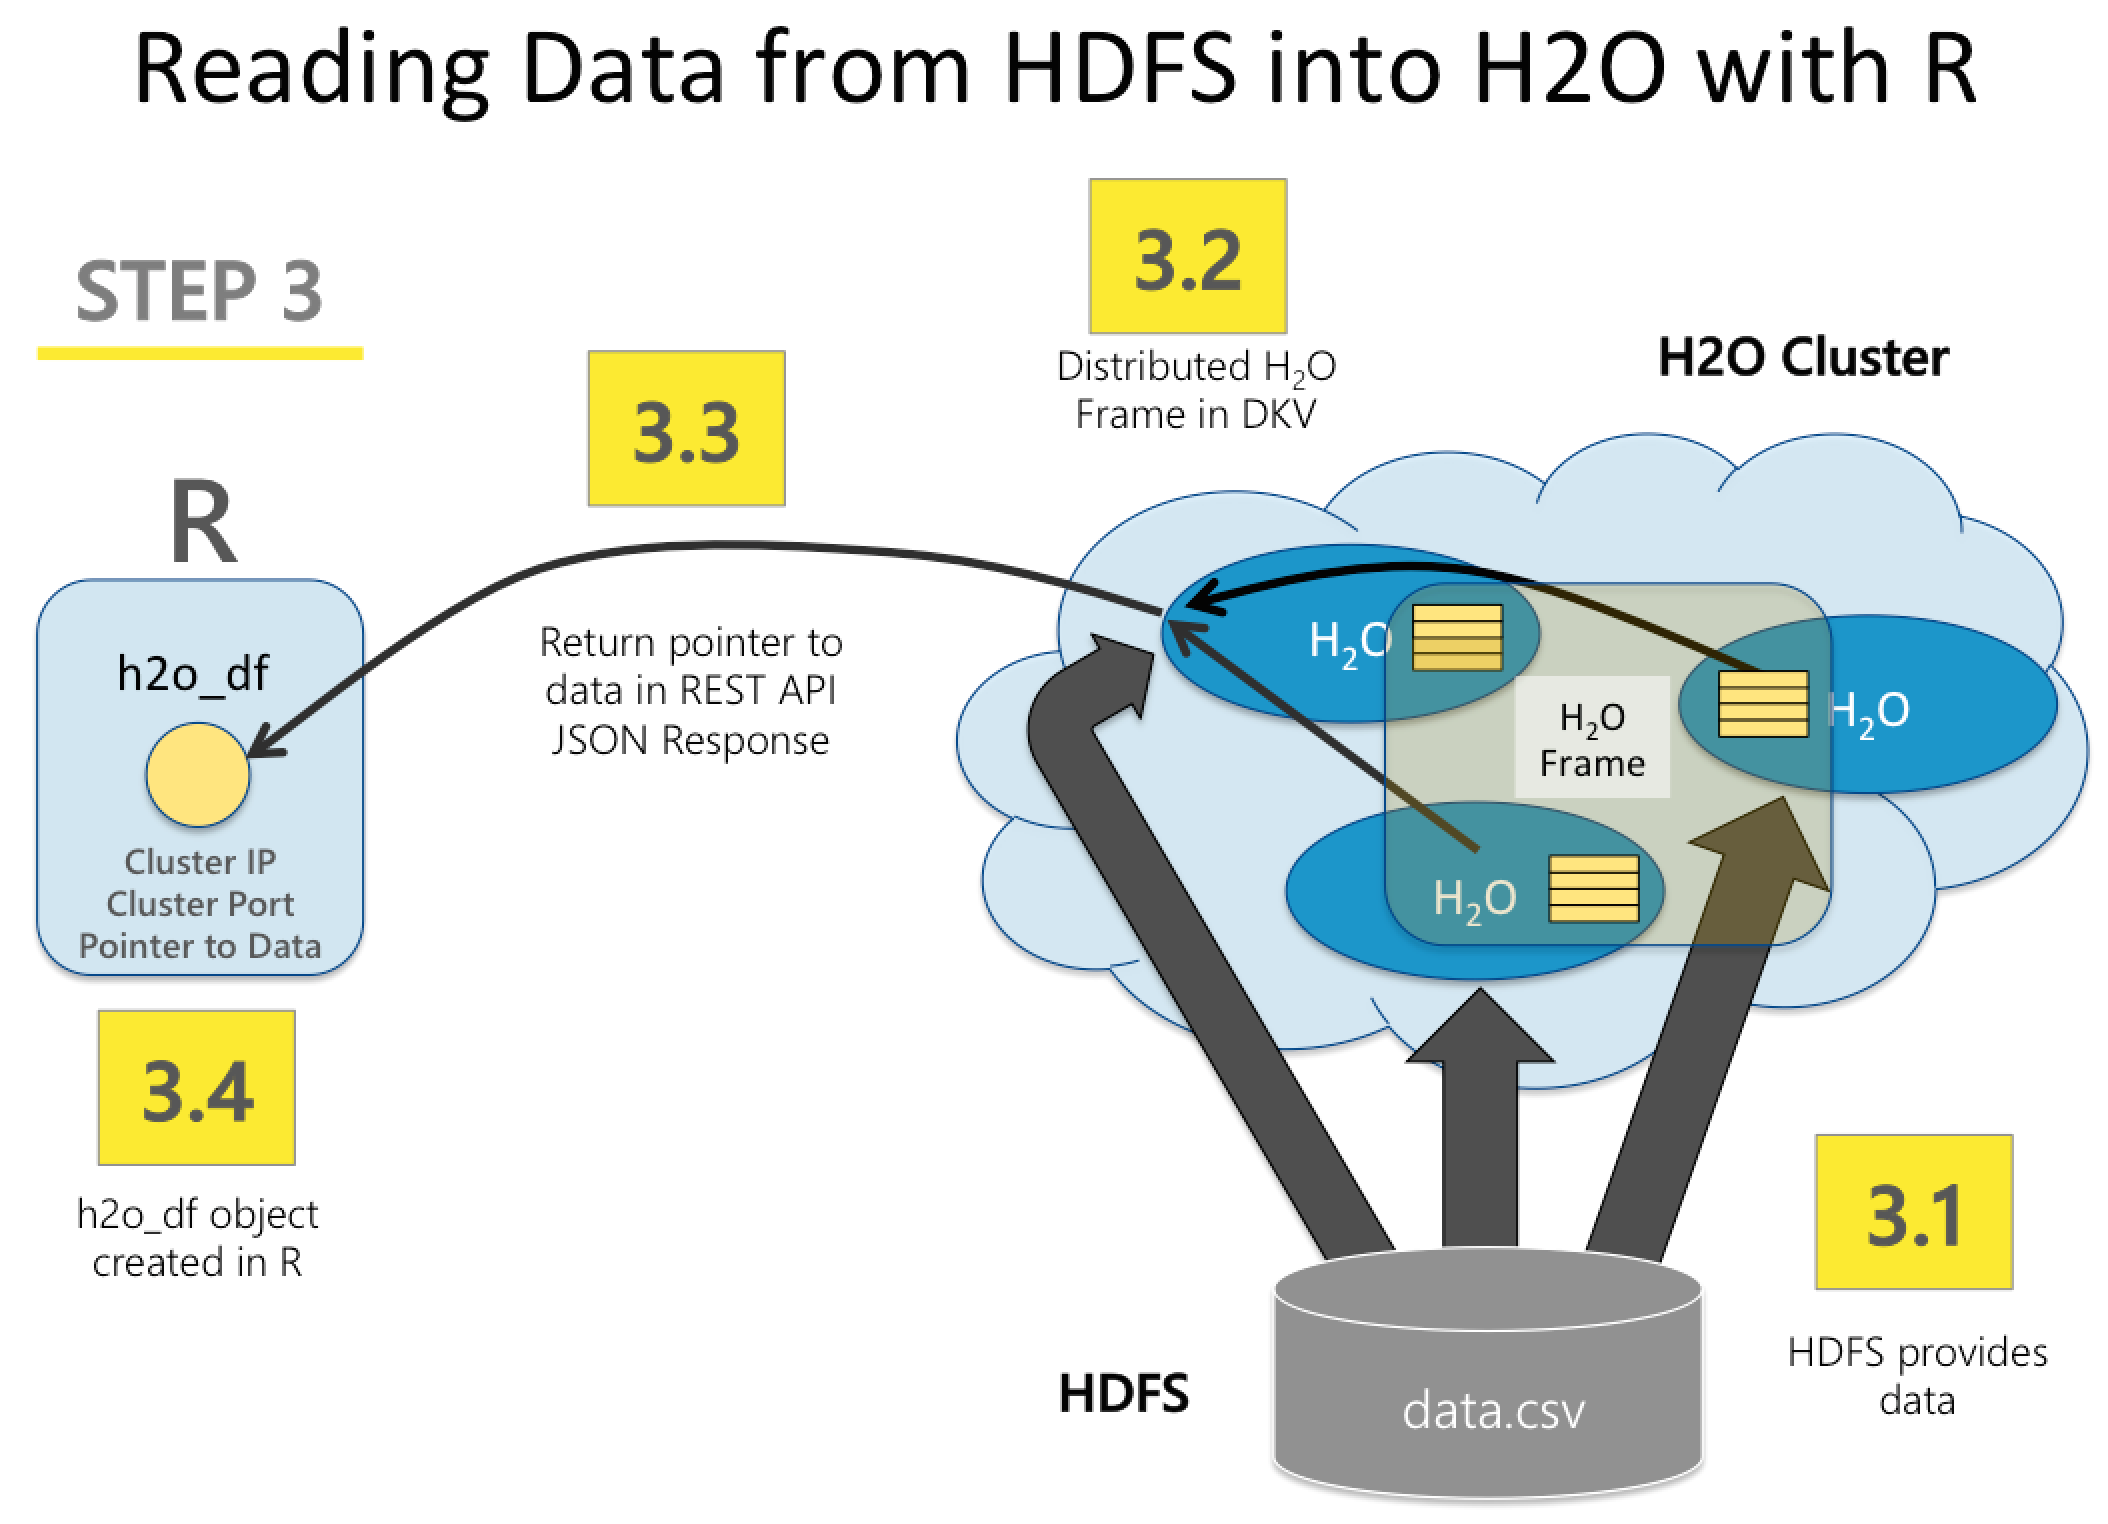 Reading Data from HDFS into H2O with R
STEP 3
3.2
Distributed H₂O
Frame in DKV
H2O Cluster
3.3
Return pointer to
data in REST API
JSON Response
R
h2o_df
Cluster IP
Cluster Port
Pointer to Data
H₂O
H₂O
Frame
H₂O
H₂O
3.4
h2o_df object
created in R
3.1
HDFS provides
data
HDFS
data.csv